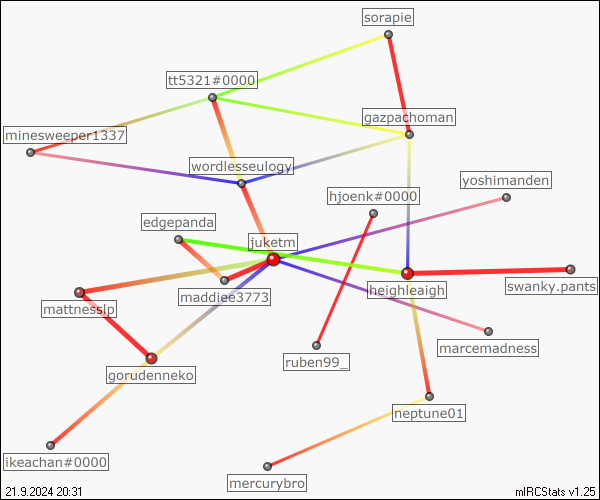 sorapie
tt5321#0000
gazpachoman
minesweeper1337
wordlesseulogy
yoshimanden
hjoenk#0000
edgepanda
juketm
heighleaigh
swanky.pants
maddiee3773
mattnesslp
marcemadness
ruben99_
gorudenneko
neptune01
ikeachan#0000
mercurybro
21.9.2024 20:31
mIRCStats v1.25